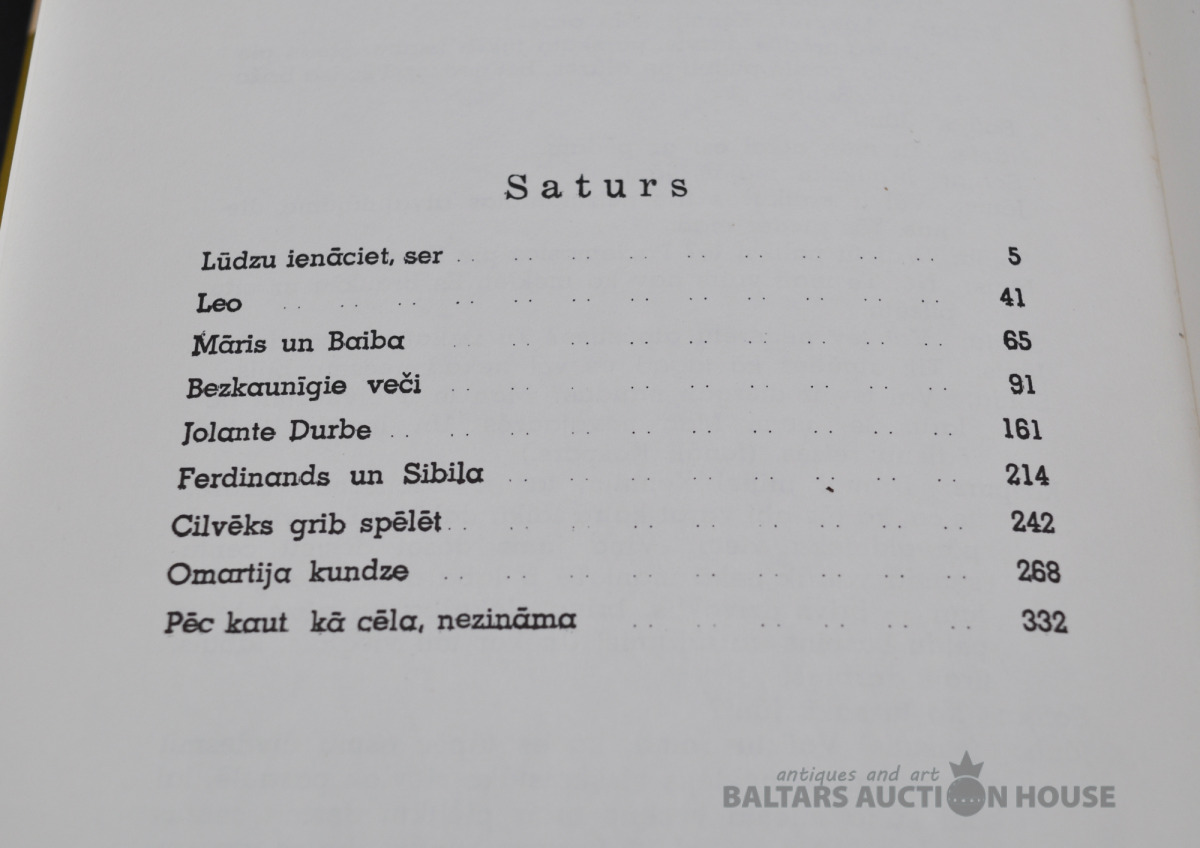 Saturs
Lūdzu ienāciet, ser . . . . . . . . . . . . . . . . . 5
Leo . . . . . . . . . . . . . . . . . . . . . . . 41
Māris un Baiba . . . . . . . . . . . . 65
Bezkaunīgie veči . . . . . . . . . . . . . . . . . 91
Jolante Durbe . . . . . . . . . . . . . . . . . . . 161
Ferdinands un Sibiļa . . . . . . . . . . . . . . . 214
Cilvēks grib spēlēt . . . . . . . . . . . . . . . . . 242
Omartija kundze . . . . . . . . . . . . . . . . . . 268
Pēc kaut kā cēla, nezināma . . . . . . . . . . . . 332
antiques and art
BALTARS AUCTION HOUSE